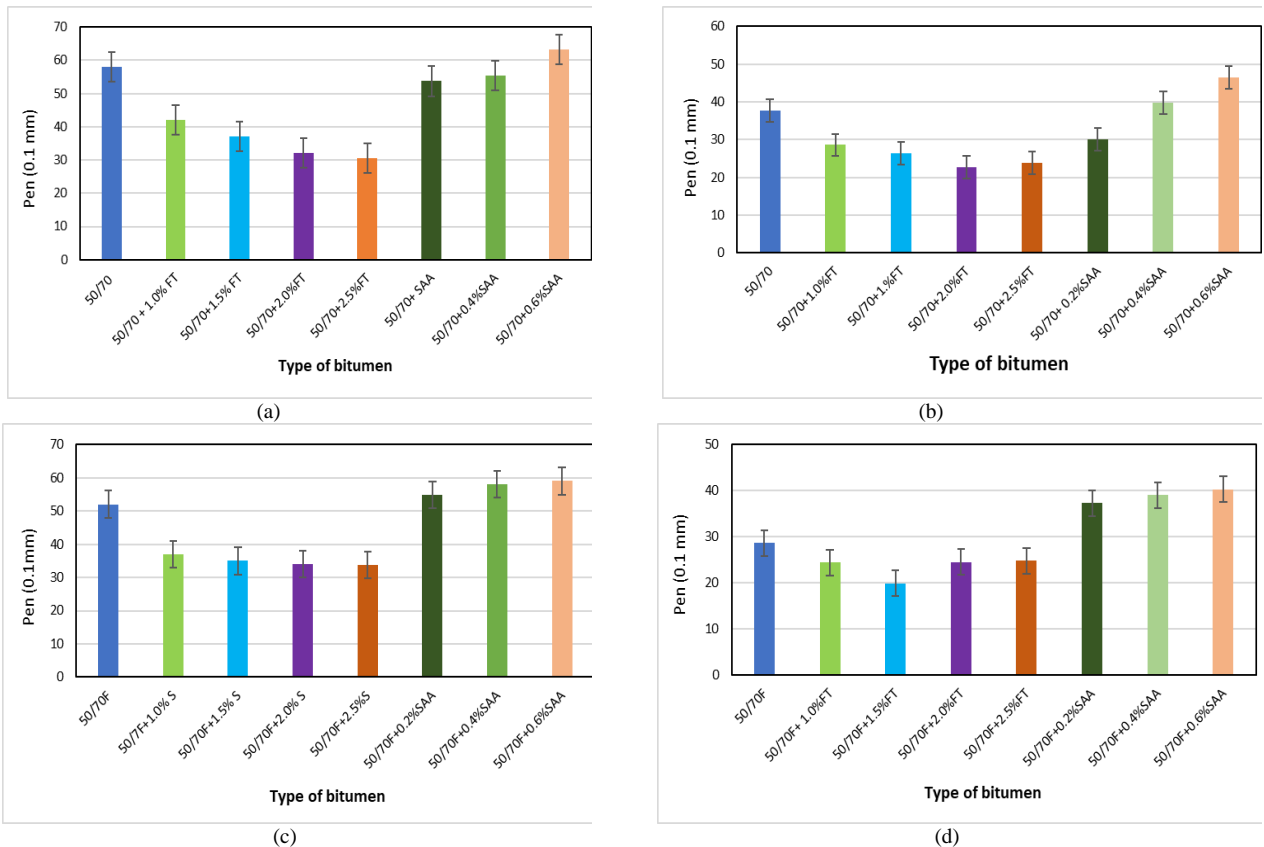 70
60
50
40
30
20
10
0
Pen (0.1 mm)
50/70
50/70 + 1.0% FT
50/70+1.5% FT
50/70+2.0%FT
50/70+2.5%FT
50/70+ SAA
50/70+0.4%SAA
50/70+0.6%SAA
Type of bitumen
(a)
60
50
40
30
20
10
0
Pen (0.1 mm)
50/70
50/70+1.0%FT
50/70+1.%FT
50/70+2.0%FT
50/70+2.5%FT
50/70+ 0.2%SAA
50/70+0.4%SAA
50/70+0.6%SAA
Type of bitumen
(b)
70
60
50
40
30
20
10
0
Pen (0.1mm)
50/70F
50/7F+1.0% S
50/70F+1.5% S
50/70F+2.0% S
50/70F+2.5%S
50/70F+0.2%SAA
50/70F+0.4%SAA
50/70F+0.6%SAA
Type of bitumen
(c)
50
40
30
20
10
0
Pen (0.1 mm)
50/70F
50/70F+ 1.0%FT
50/70F+1.5%FT
50/70F+2.0%FT
50/70F+2.5%FT
50/70F+0.2%SAA
50/70F+0.4%SAA
50/70F+0.6%SAA
Type of bitumen
(d)